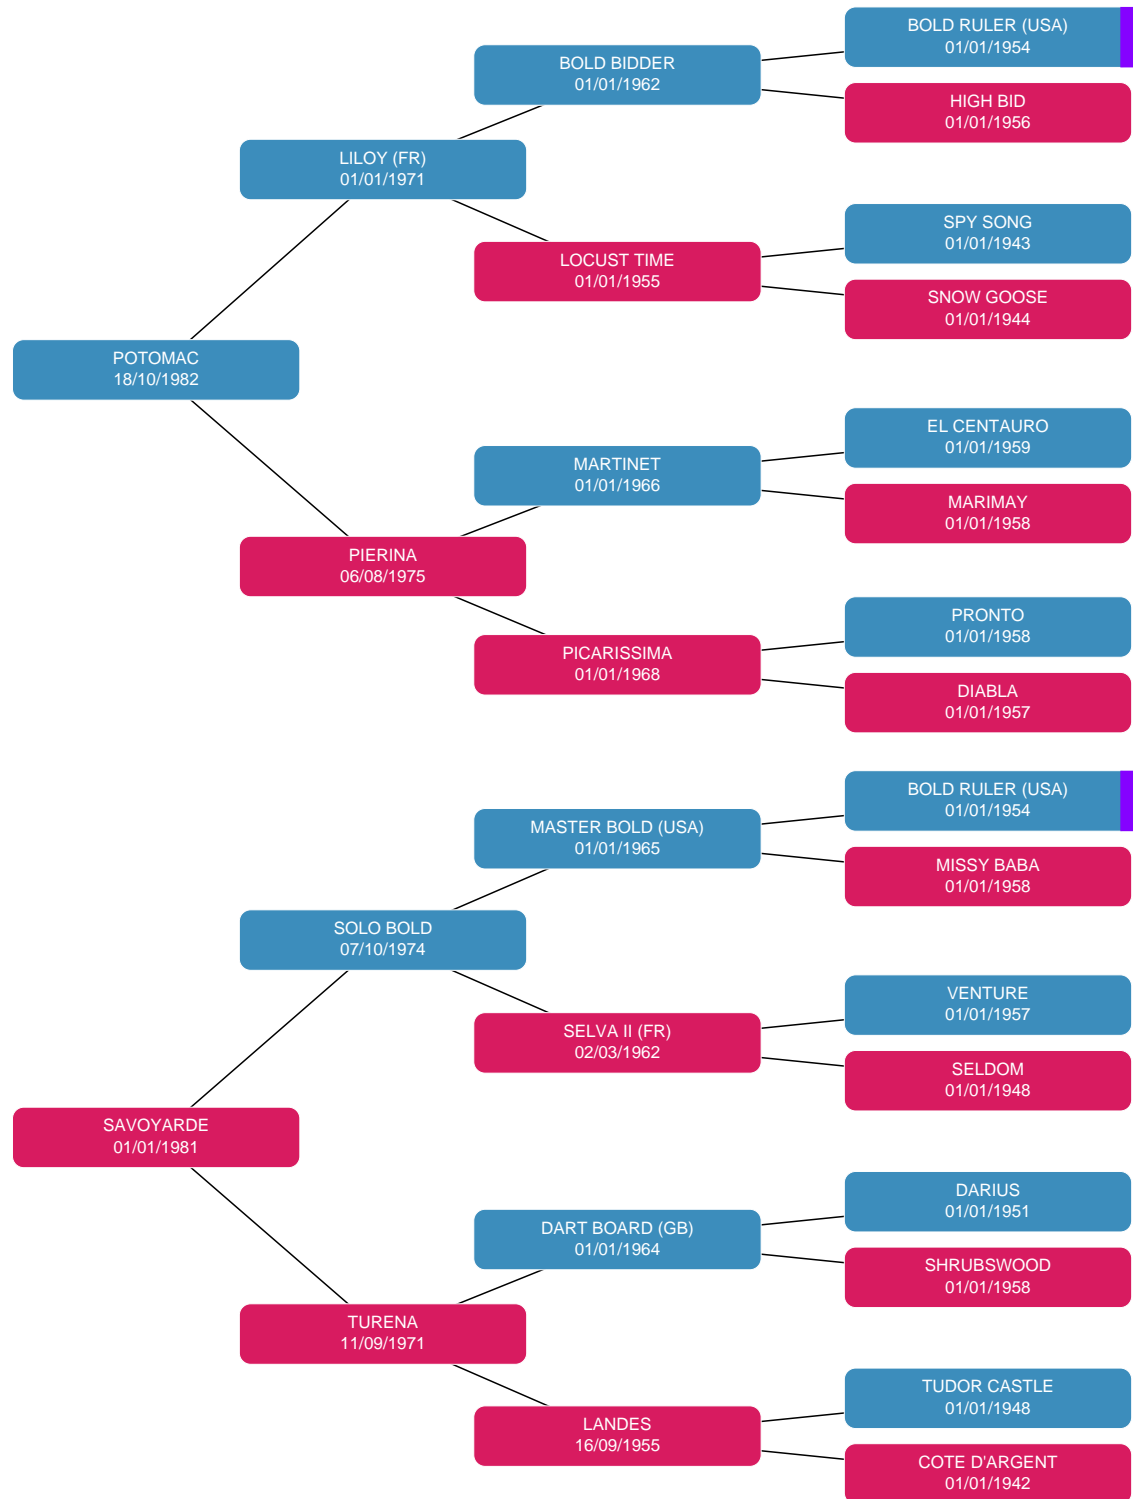 BOLD RULER (USA)
01/01/1954
BOLD BIDDER
01/01/1962
HIGH BID
01/01/1956
LILOY (FR)
01/01/1971
SPY SONG
01/01/1943
LOCUST TIME
01/01/1955
SNOW GOOSE
01/01/1944
POTOMAC
18/10/1982
EL CENTAURO
01/01/1959
MARTINET
01/01/1966
MARIMAY
01/01/1958
PIERINA
06/08/1975
PRONTO
01/01/1958
PICARISSIMA
01/01/1968
DIABLA
01/01/1957
BOLD RULER (USA)
01/01/1954
MASTER BOLD (USA)
01/01/1965
MISSY BABA
01/01/1958
SOLO BOLD
07/10/1974
VENTURE
01/01/1957
SELVA II (FR)
02/03/1962
SELDOM
01/01/1948
SAVOYARDE
01/01/1981
DARIUS
01/01/1951
DART BOARD (GB)
01/01/1964
SHRUBSWOOD
01/01/1958
TURENA
11/09/1971
TUDOR CASTLE
01/01/1948
LANDES
16/09/1955
COTE D'ARGENT
01/01/1942